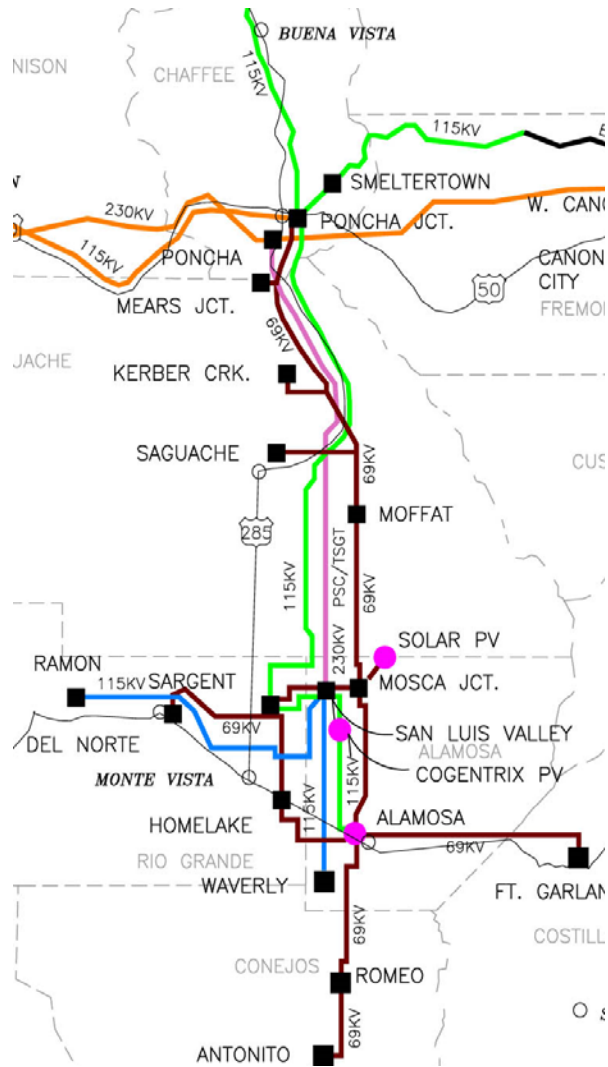 BUENA VISTA
NISON
CHAFFEE
115KV
115KV
SMELTERTOWN
230KV
W. CANO
PONCHA JCT.
PONCHA
115KV
CANON
CITY
50
MEARS JCT.
FREMO
69KV
UACHE
KERBER CRK.
SAGUACHE
69KV
CUS
MOFFAT
285
115KV
PSC/TSGT
69KV
230KV
SOLAR PV
RAMON
115KV
SARGENT
MOSCA JCT.
69KV
SAN LUIS VALLEY
DEL NORTE
ALAMOSA
MONTE VISTA
COGENTRIX PV
115KV
115KV
HOMELAKE
ALAMOSA
69KV
RIO GRANDE
WAVERLY
FT. GARLAN
69KV
COSTILL
CONEJOS
ROMEO
69KV
ANTONITO